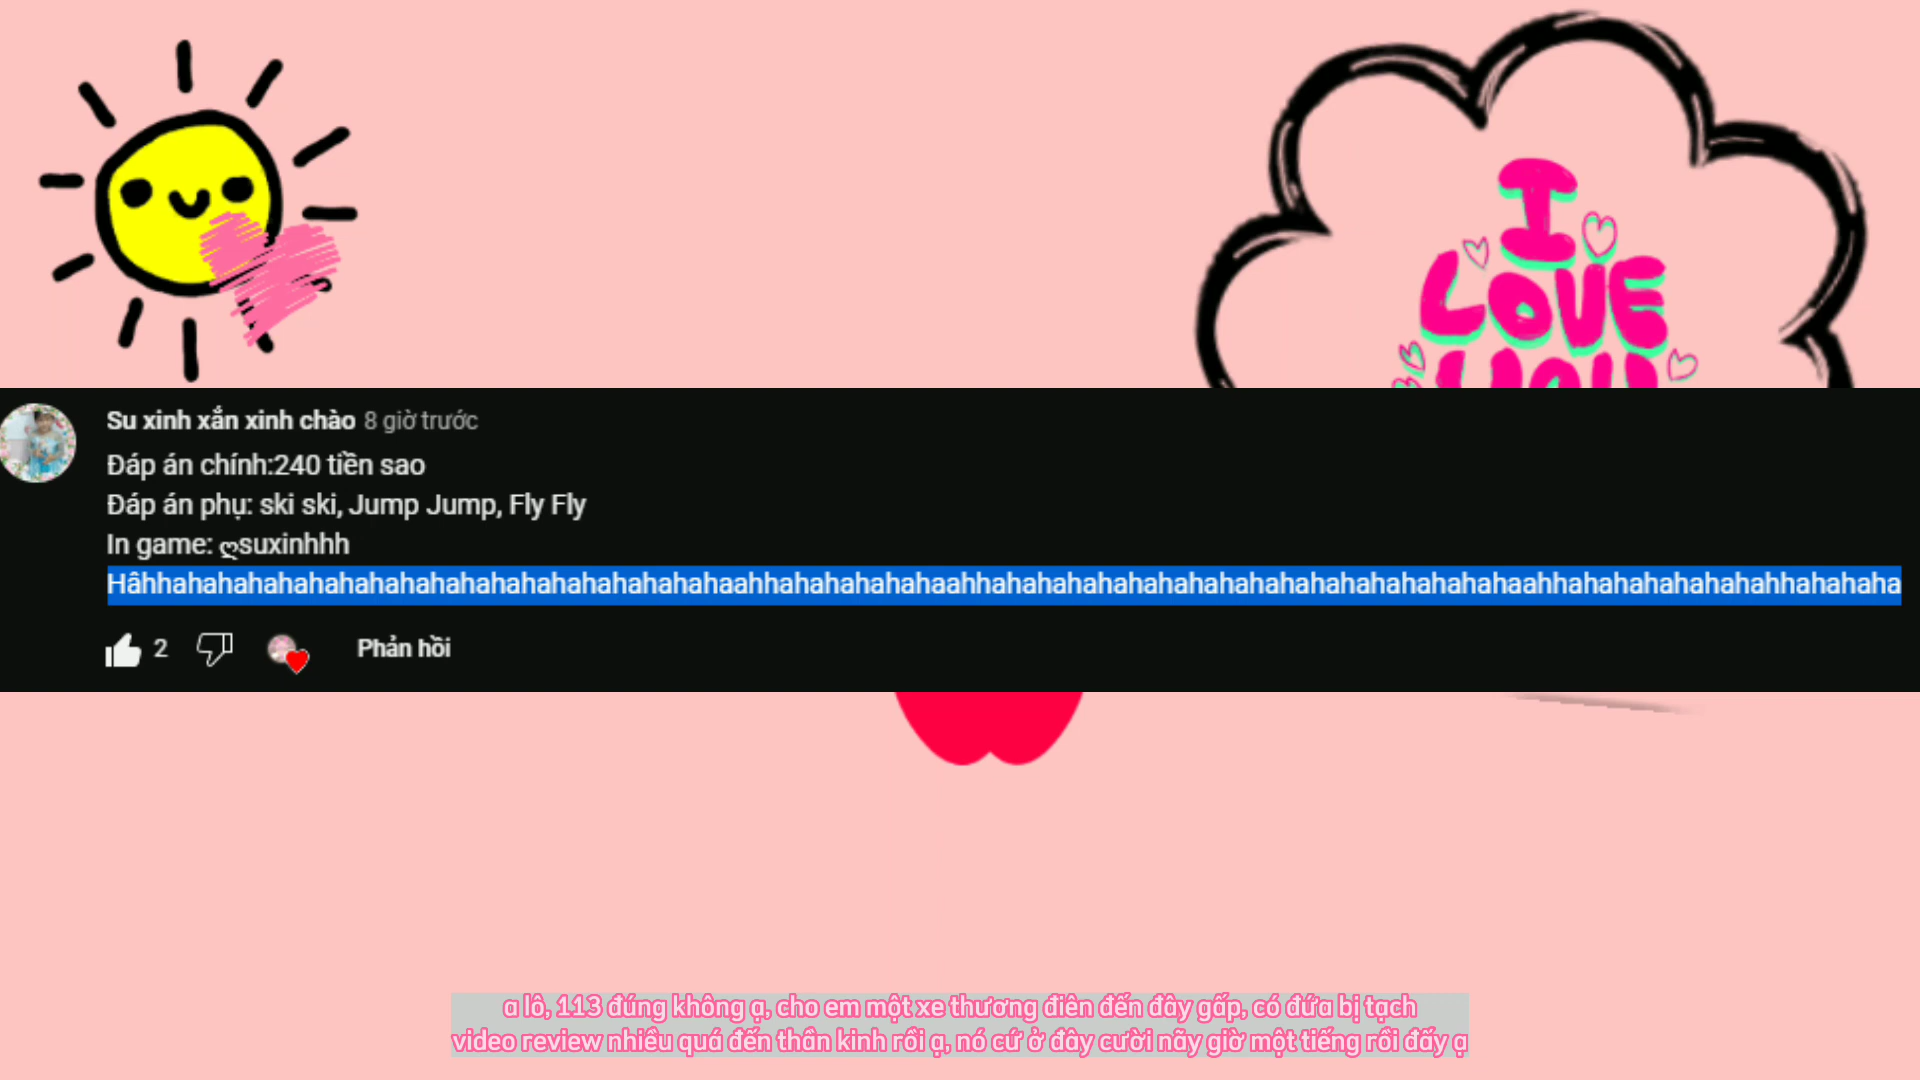 I
LOVE
YOU
Su xinh xắn xinh chào 8 giờ trước
Đáp án chính:240 tiền sao
Đáp án phụ: ski ski, Jump Jump, Fly Fly
In game: ღsuxinhhh
Hâhhahahahahahahahahahahahahahahahahahahahaahhahahahahahaahhahahahahahahahahahahahahahahahahahahaahhahahahahahahahhahahaha
2
Phản hồi
a lô, 113 đúng không ạ, cho em một xe thương điên đến đây gấp, có đứa bị tạch
video review nhiều quá đến thần kinh rồi ạ, nó cứ ở đây cười nãy giờ một tiếng rồi đấy ạ